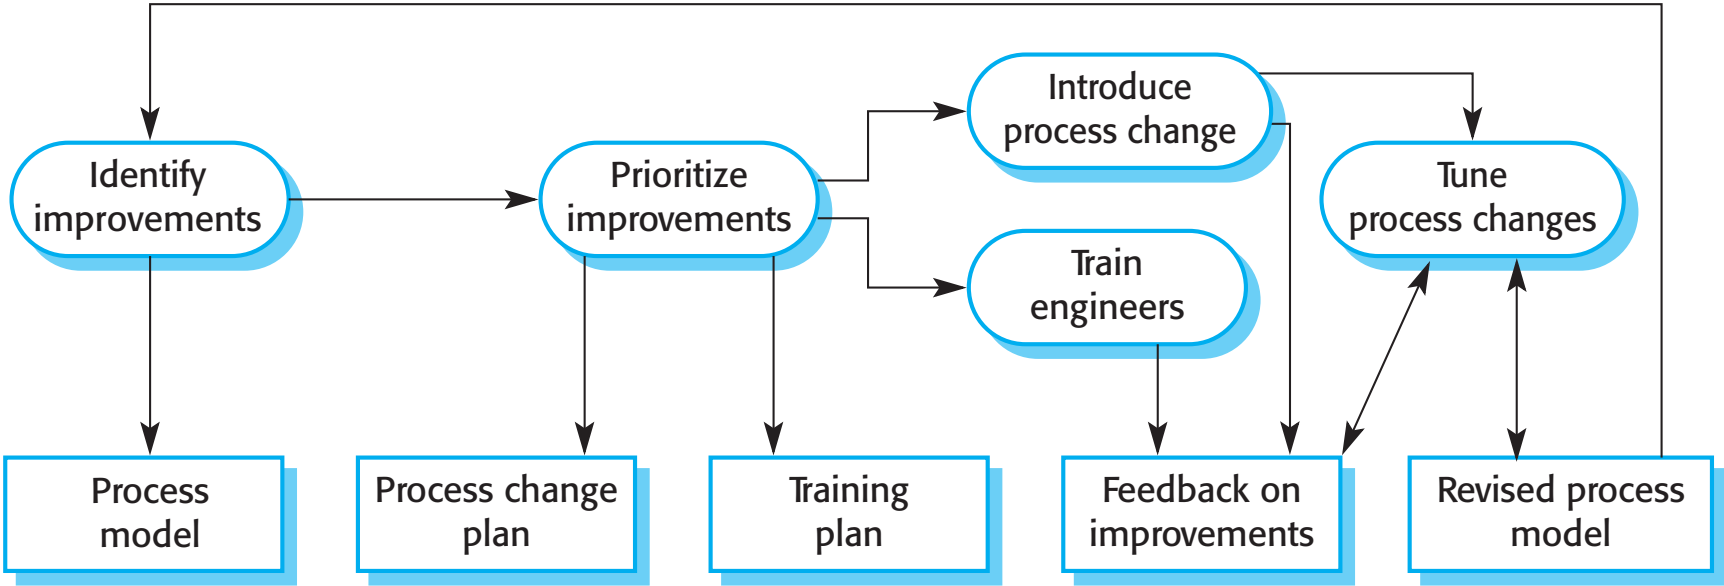 Introduce
process change
Identify
improvements
Prioritize
improvements
Tune
process changes
Train
engineers
Process
model
Process change
plan
Training
plan
Feedback on
improvements
Revised process
model